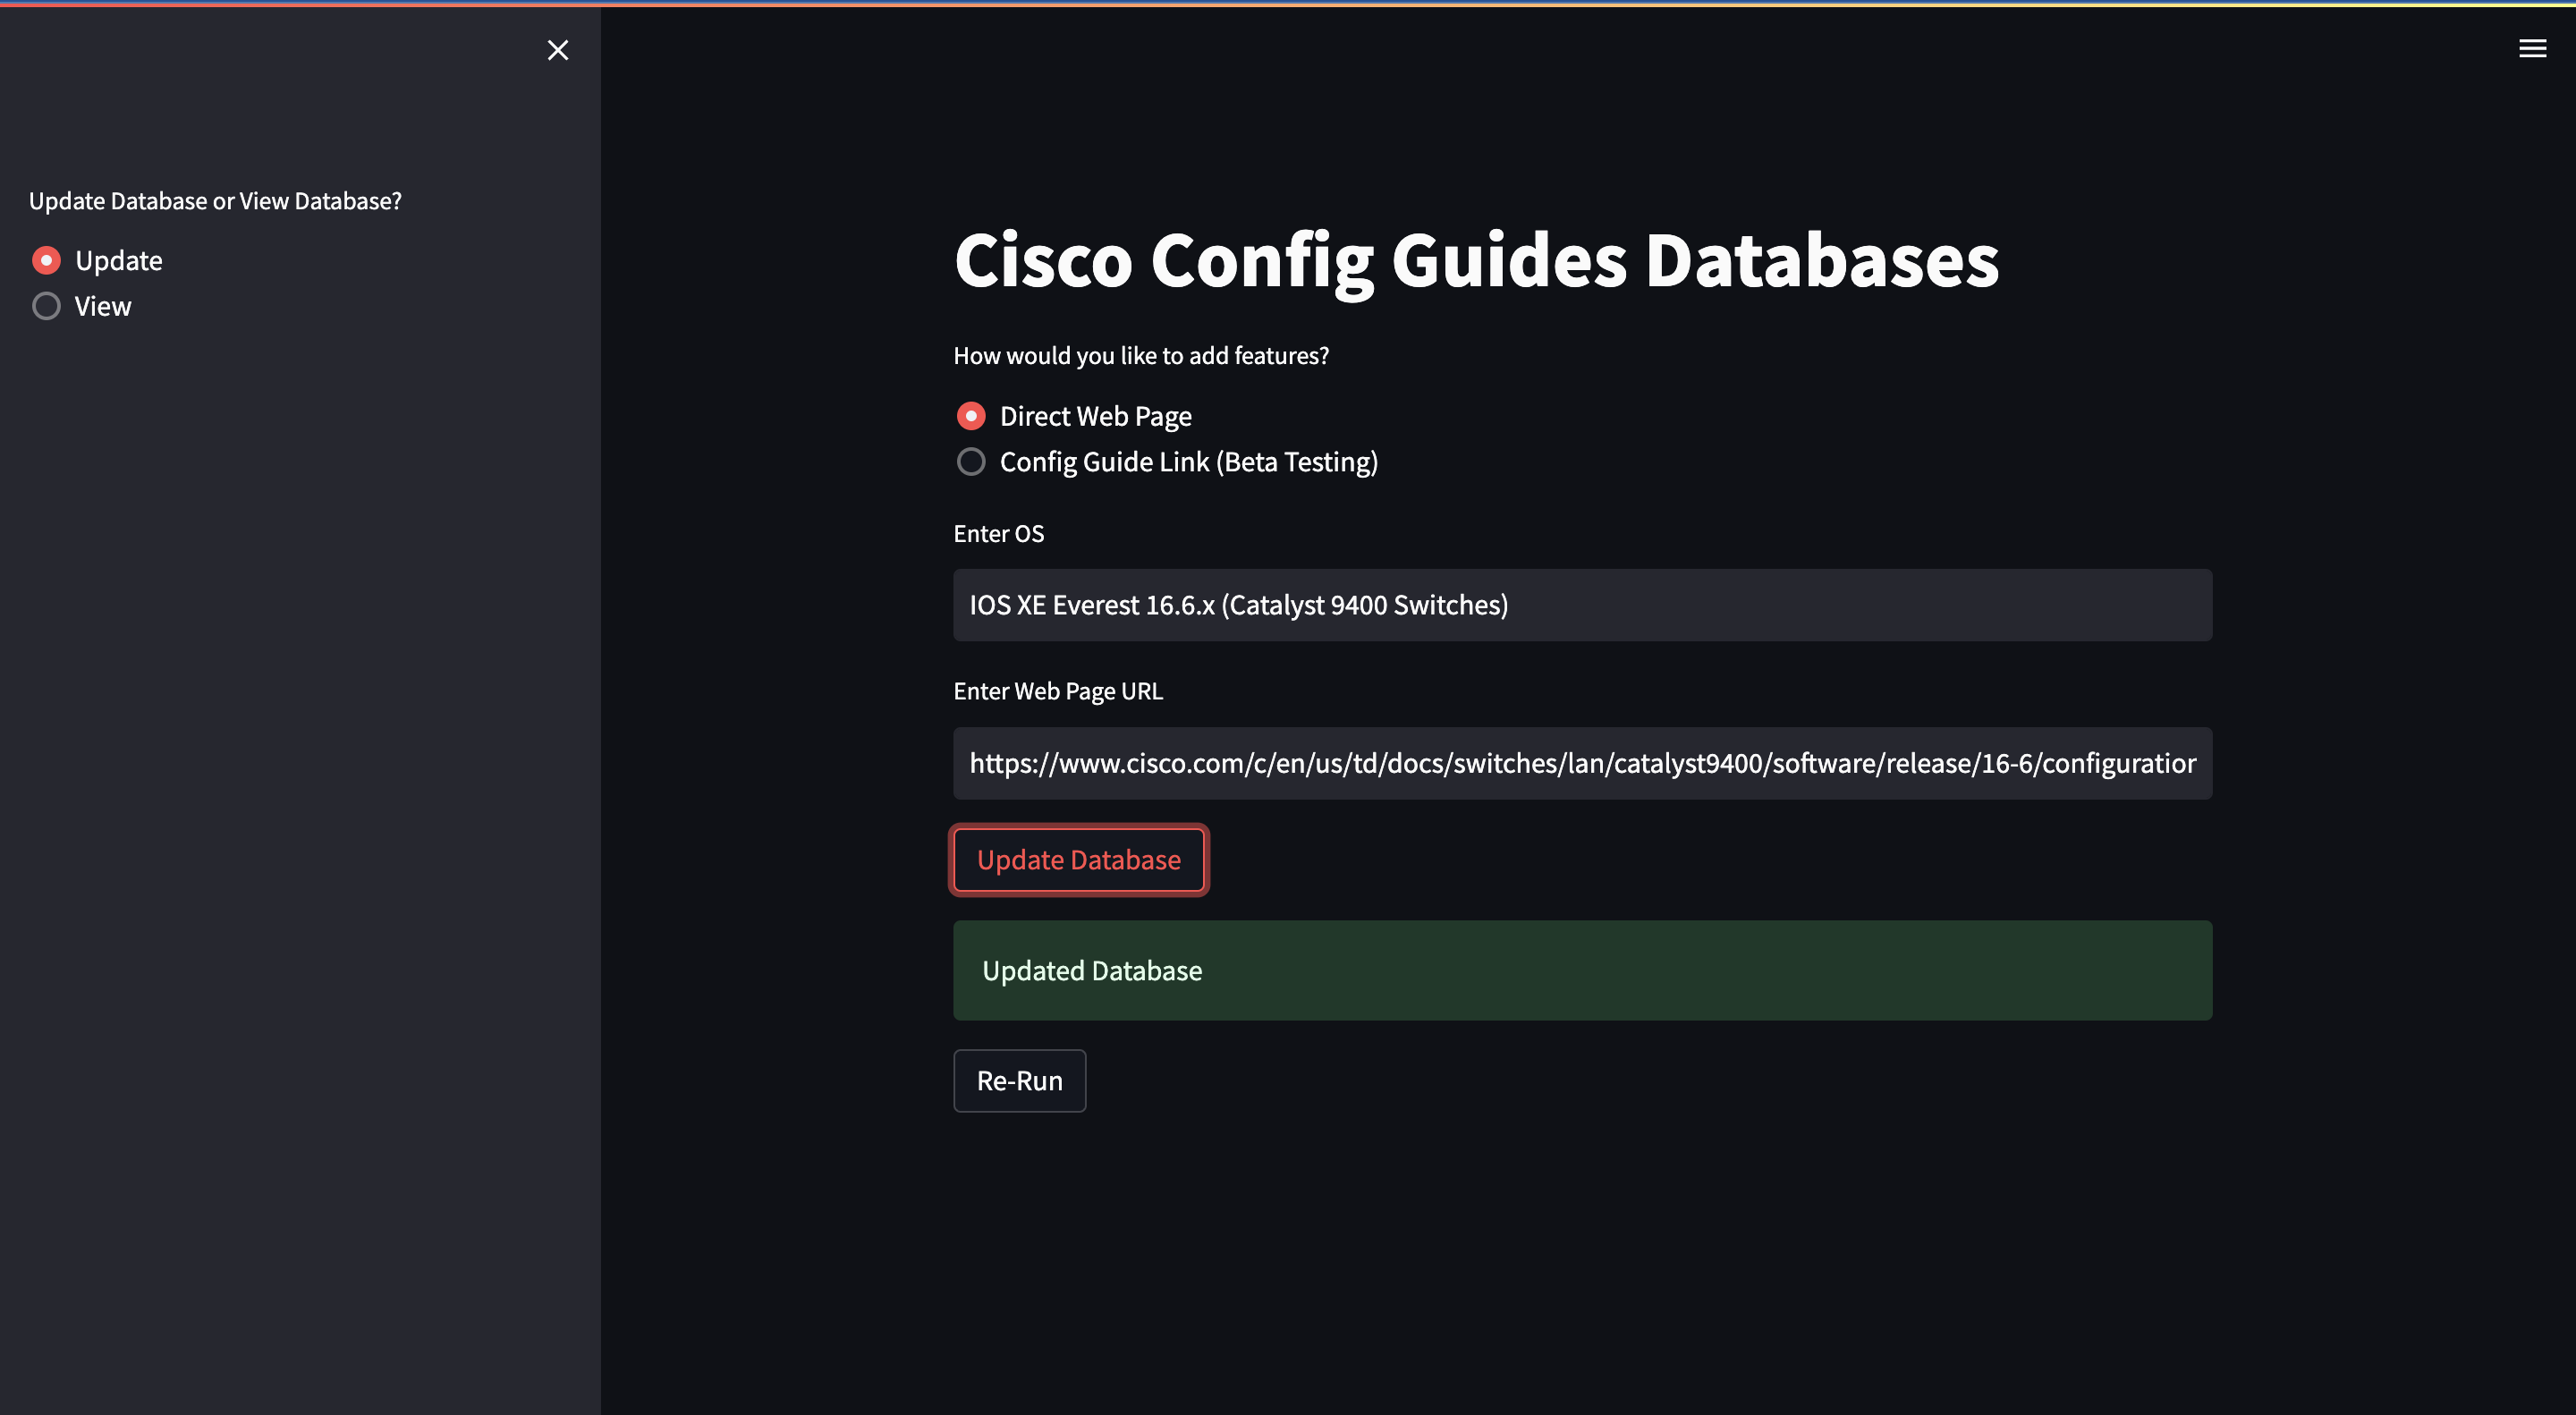 Update Database or View Database?
Update
View
Cisco Config Guides Databases
How would you like to add features?
Direct Web Page
Config Guide Link (Beta Testing)
Enter OS
IOS XE Everest 16.6.x (Catalyst 9400 Switches)
Enter Web Page URL
https://www.cisco.com/c/en/us/td/docs/switches/lan/catalyst9400/software/release/16-6/configuration
Update Database
Updated Database
Re-Run